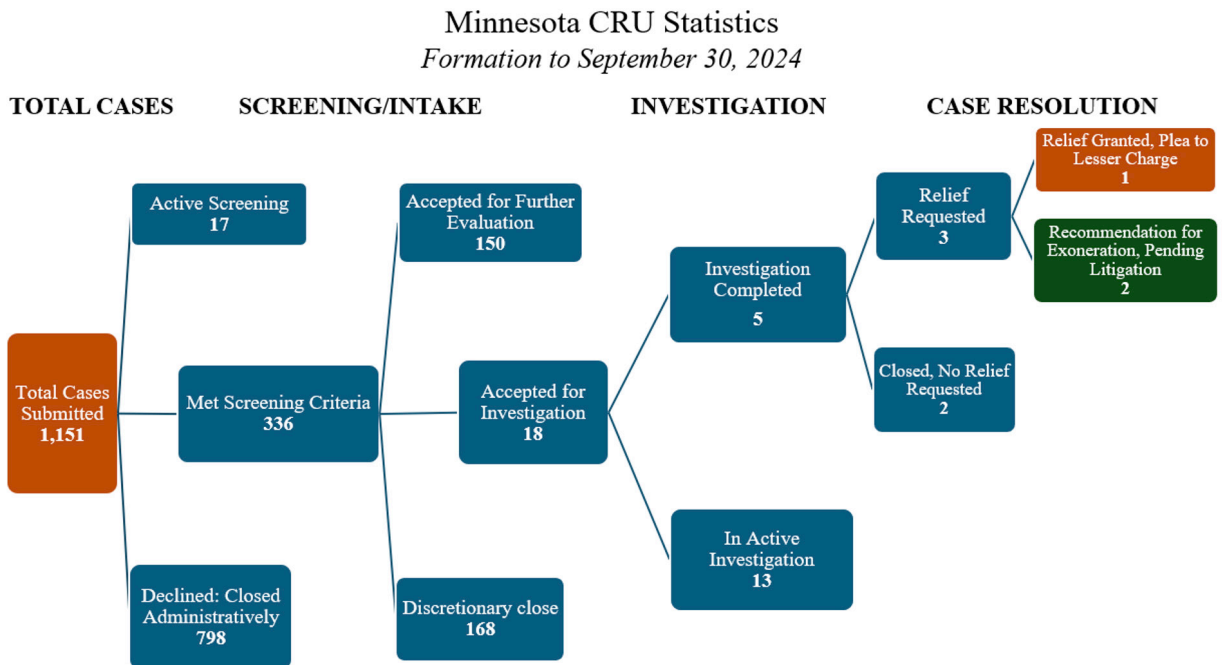 Minnesota CRU Statistics
Formation to September 30, 2024
TOTAL CASES
SCREENING/INTAKE
INVESTIGATION
CASE RESOLUTION
Total Cases
Submitted
1,151
Active Screening
17
Met Screening Criteria
336
Declined: Closed
Administratively
798
Accepted for Further
Evaluation
150
Accepted for
Investigation
18
Discretionary close
168
Investigation
Completed
5
In Active
Investigation
13
Relief
Requested
3
Closed, No Relief
Requested
2
Relief Granted, Plea to
Lesser Charge
1
Recommendation for
Exoneration, Pending
Litigation
2